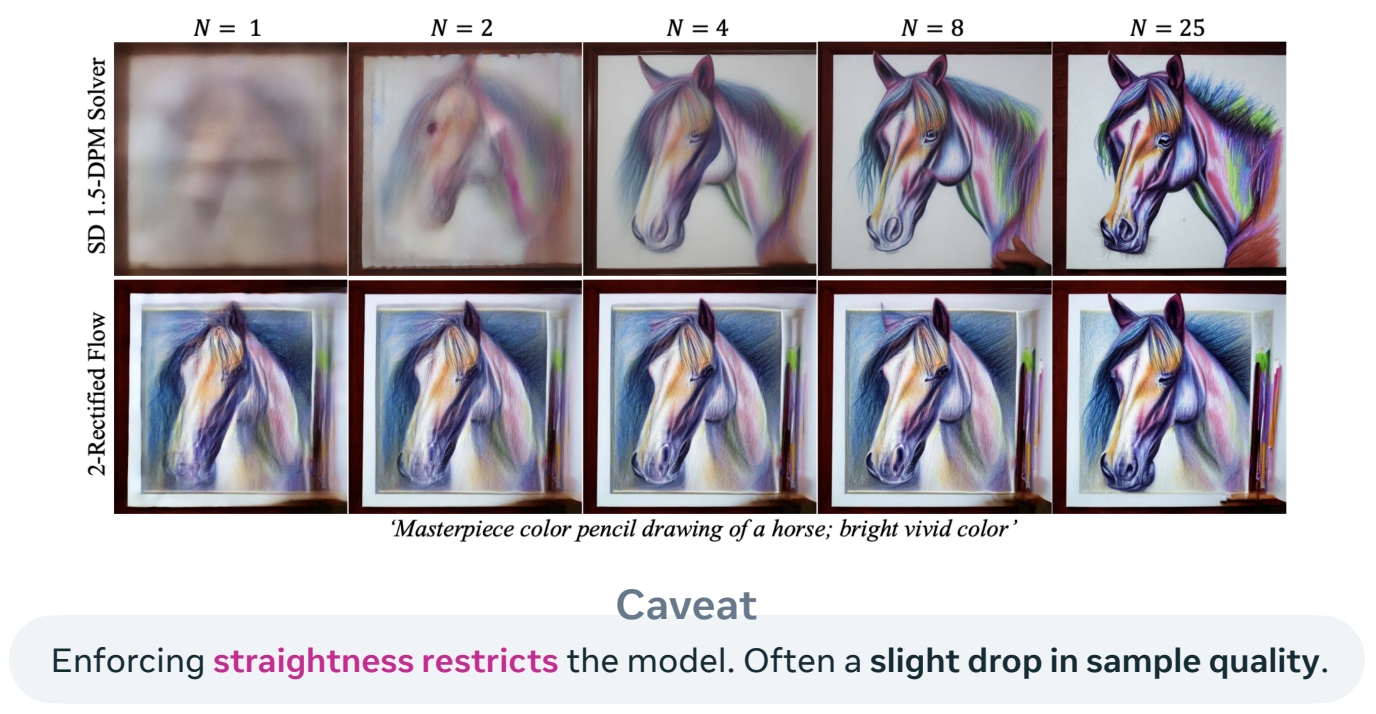 N = 1
N = 2
N = 4
N = 8
N = 25
SD 1.5-DPM Solver
2-Rectified Flow
‘Masterpiece color pencil drawing of a horse; bright vivid color’
Caveat
Enforcing straightness restricts the model. Often a slight drop in sample quality.